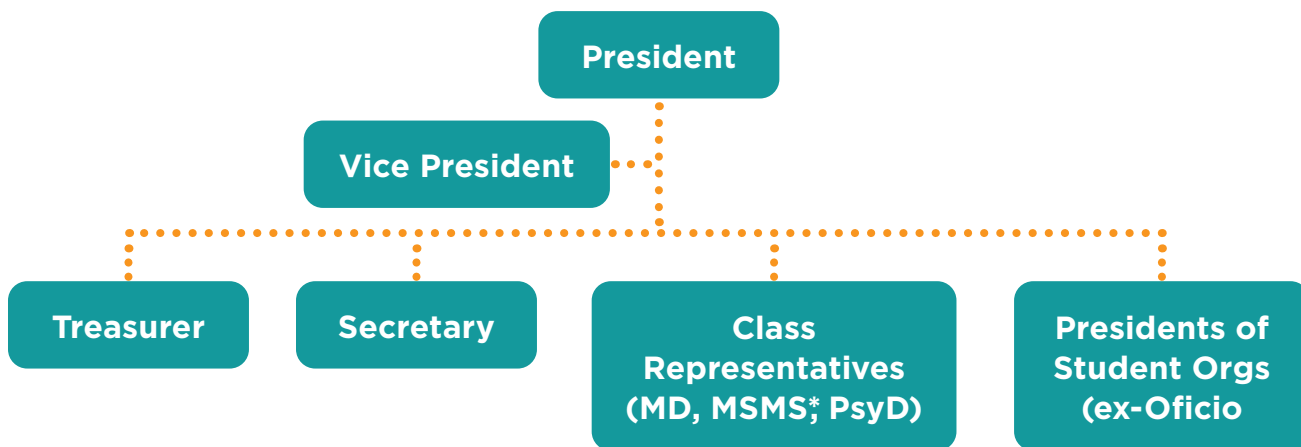 President
Vice President
Treasurer
Secretary
Class
Representatives
(MD, MSMS*, PsyD)
Presidents of
Student Orgs
(ex-Oficio